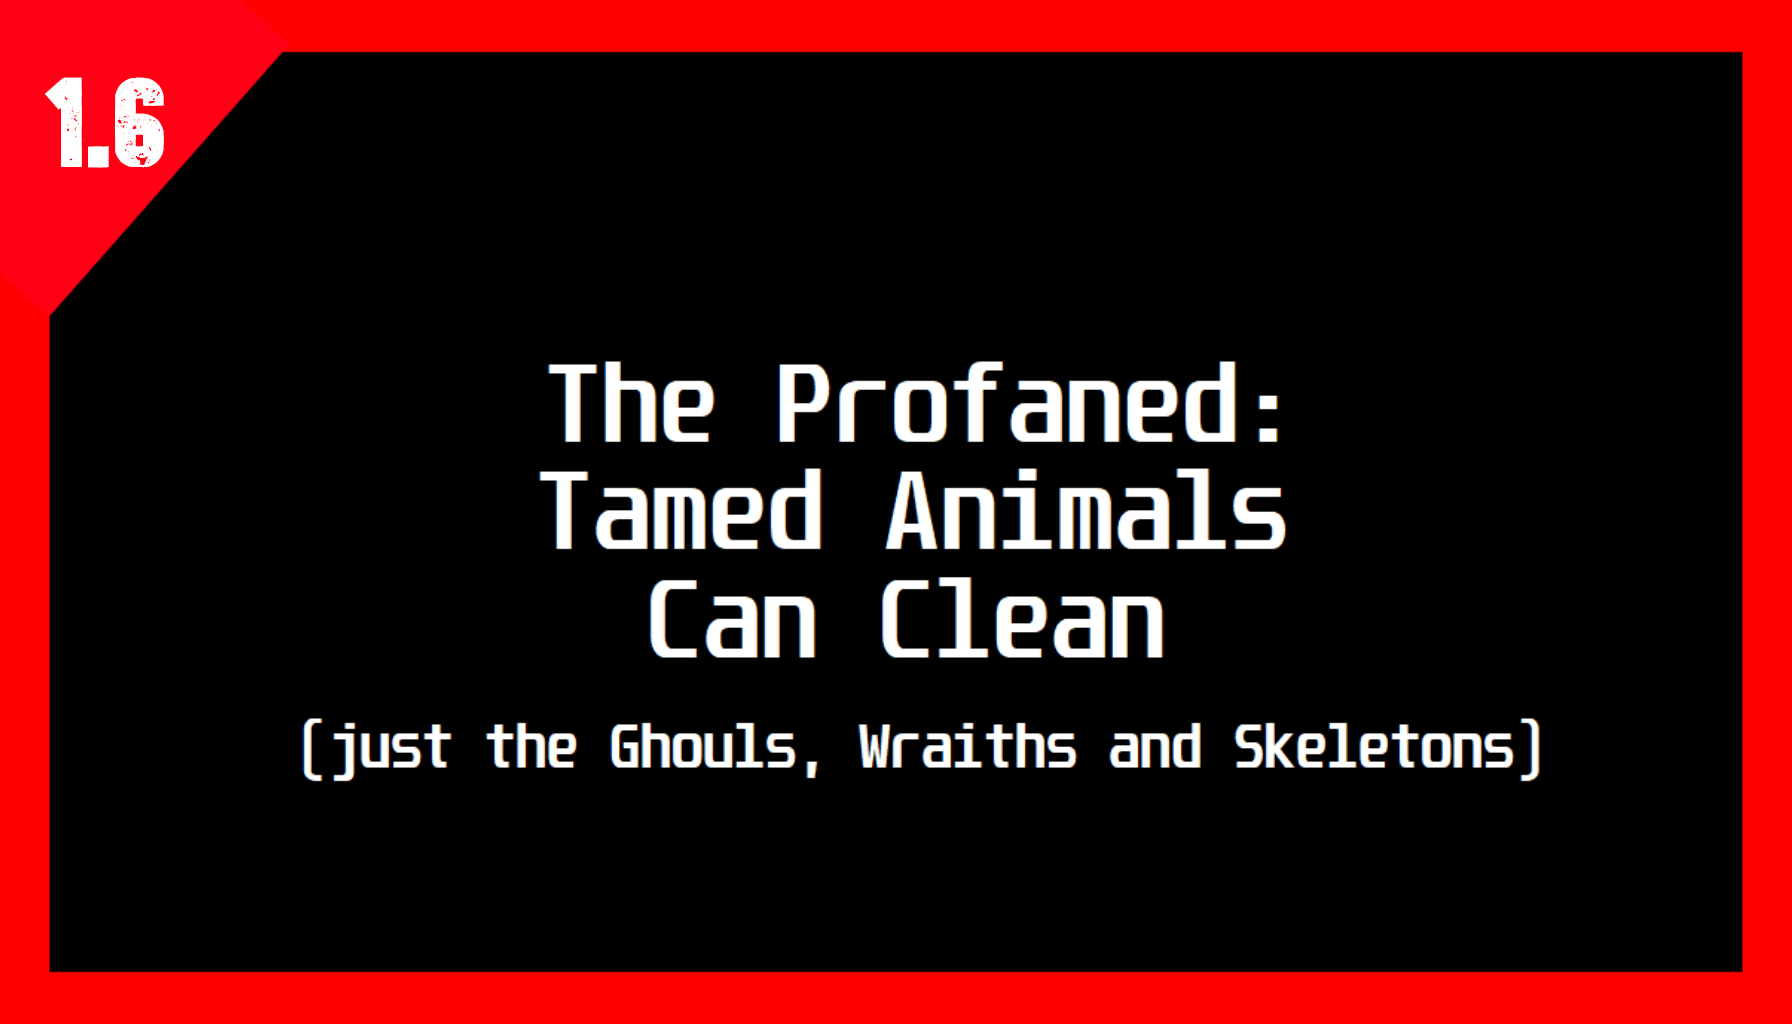 1.6
The Profaned:
Tamed Animals
Can Clean
(just the Ghouls, Wraiths and Skeletons)